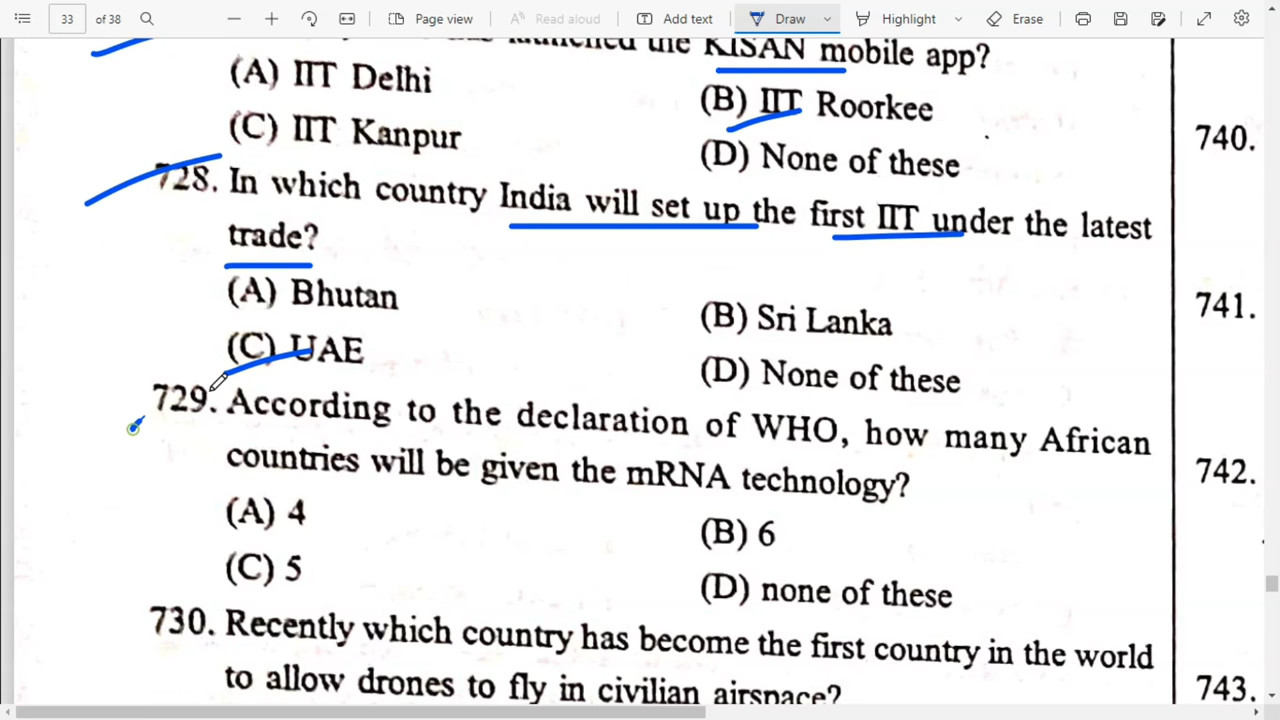 33 of 38 Page view Read aloud Add text Draw Highlight Erase
launched the KISAN mobile app?
(A) IIT Delhi
(B) IIT Roorkee
(C) IIT Kanpur
(D) None of these
728. In which country India will set up the first IIT under the latest
trade?
(A) Bhutan
(B) Sri Lanka
(C) UAE
(D) None of these
729. According to the declaration of WHO, how many African
countries will be given the mRNA technology?
(A) 4
(B) 6
(C) 5
(D) none of these
730. Recently which country has become the first country in the world
to allow drones to fly in civilian airspace?
740.
741.
742.
743.